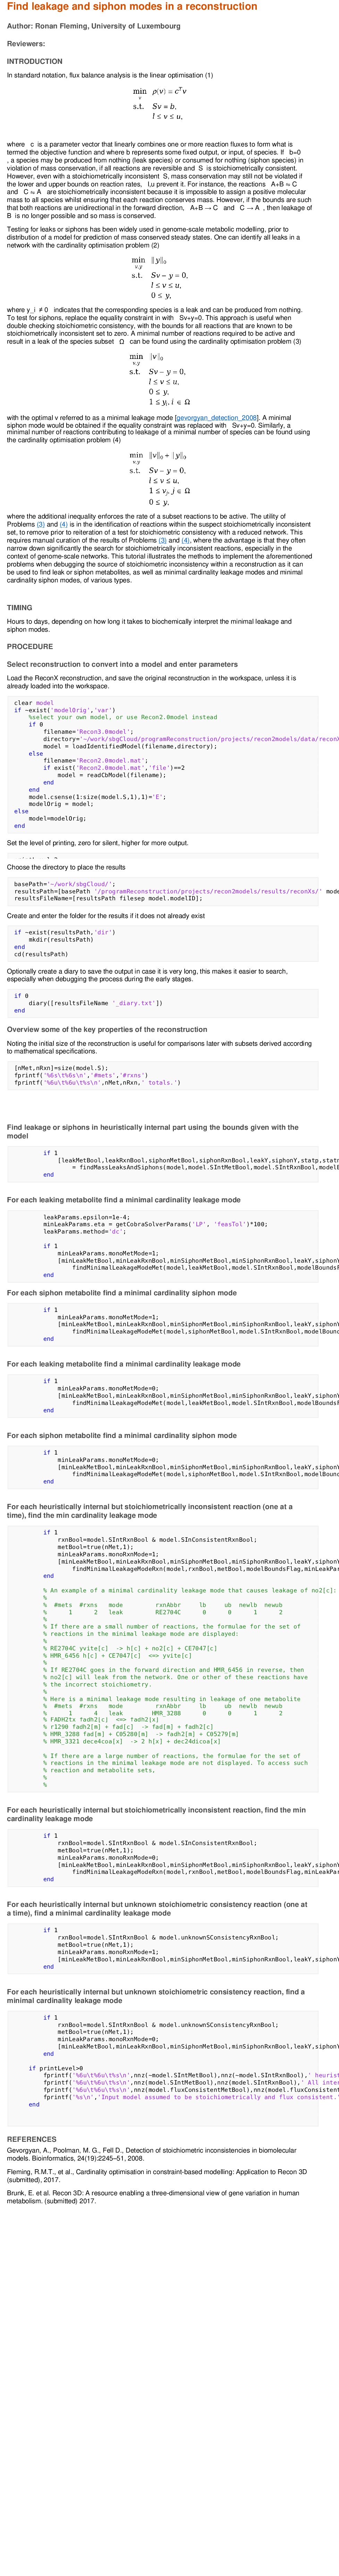 Find leakage and siphon modes in a reconstruction
Author: Ronan Fleming, University of Luxembourg
Reviewers:
INTRODUCTION
In standard notation, flux balance analysis is the linear optimisation (1)
min ρ(v) = cᵀv
v
s.t. Sv = b,
l ≤ v ≤ u,
where c is a parameter vector that linearly combines one or more reaction fluxes to form what is
termed the objective function and where b represents some fixed output, or input, of species. If b=0
, a species may be produced from nothing (leak species) or consumed for nothing (siphon species) in
violation of mass conservation, if all reactions are reversible and S is stoichiometrically consistent.
However, even with a stoichiometrically inconsistent S, mass conservation may still not be violated if
the lower and upper bounds on reaction rates, l,u prevent it. For instance, the reactions A+B ≈ C
and C ≈ A are stoichiometrically inconsistent because it is impossible to assign a positive molecular
mass to all species whilst ensuring that each reaction conserves mass. However, if the bounds are such
that both reactions are unidirectional in the forward direction, A+B → C and C → A , then leakage of
B is no longer possible and so mass is conserved.
Testing for leaks or siphons has been widely used in genome-scale metabolic modelling, prior to
distribution of a model for prediction of mass conserved steady states. One can identify all leaks in a
network with the cardinality optimisation problem (2)
min ∥y∥₀
v,y
s.t. Sv − y = 0,
l ≤ v ≤ u,
0 ≤ y,
where y_i ≠ 0 indicates that the corresponding species is a leak and can be produced from nothing.
To test for siphons, replace the equality constraint in with Sv+y=0. This approach is useful when
double checking stoichiometric consistency, with the bounds for all reactions that are known to be
stoichiometrically inconsistent set to zero. A minimal number of reactions required to be active and
result in a leak of the species subset Ω can be found using the cardinality optimisation problem (3)
min |v|₀
v,y
s.t. Sv − y = 0,
l ≤ v ≤ u,
0 ≤ y,
1 ≤ yᵢ, i ∈ Ω
with the optimal v referred to as a minimal leakage mode [gevorgyan_detection_2008]. A minimal
siphon mode would be obtained if the equality constraint was replaced with Sv+y=0. Similarly, a
minimal number of reactions contributing to leakage of a minimal number of species can be found using
the cardinality optimisation problem (4)
min ∥v∥₀ + |y∥₀
v,y
s.t. Sv − y = 0,
l ≤ v ≤ u,
1 ≤ vⱼ, j ∈ Ω
0 ≤ y,
where the additional inequality enforces the rate of a subset reactions to be active. The utility of
Problems (3) and (4) is in the identification of reactions within the minimal set that is stoichiometrically inconsistent
set, to remove prior to reiteration of a test for stoichiometric consistency with a reduced network. This
requires manual curation of the results of Problems (3) and (4), where the advantage is that they often
narrow down significantly the search for stoichiometrically inconsistent reactions, especially in the
context of genome-scale networks. This tutorial illustrates the methods to implement the aforementioned
problems when debugging the source of stoichiometric inconsistency within a reconstruction as it can
be used to find leak or siphon metabolites, as well as minimal cardinality leakage modes and minimal
cardinality siphon modes, of various types.
TIMING
Hours to days, depending on how long it takes to biochemically interpret the minimal leakage and
siphon modes.
PROCEDURE
Select reconstruction to convert into a model and enter parameters
Load the ReconX reconstruction, and save the original reconstruction in the workspace, unless it is
already loaded into the workspace.
clear model
if ~exist('modelOrig','var')
%select your own model, or use Recon2.0model instead
if 0
filename='Recon3.0model';
directory='~/work/sbgCloud/programReconstruction/projects/recon2models/data/reconX
model = loadIdentifiedModel(filename,directory);
else
filename='Recon2.0model.mat';
if exist('Recon2.0model.mat','file')==2
model = readCbModel(filename);
end
end
model.csense(1:size(model.S,1),1)='E';
modelOrig = model;
else
model=modelOrig;
end
Set the level of printing, zero for silent, higher for more output.
Choose the directory to place the results
basePath='~/work/sbgCloud/';
resultsPath=[basePath '/programReconstruction/projects/recon2models/results/reconXs/' mode
resultsFileName=[resultsPath filesep model.modelID];
Create and enter the folder for the results if it does not already exist
if ~exist(resultsPath,'dir')
mkdir(resultsPath)
end
cd(resultsPath)
Optionally create a diary to save the output in case it is very long, this makes it easier to search,
especially when debugging the process during the early stages.
if 0
diary([resultsFileName '_diary.txt'])
end
Overview some of the key properties of the reconstruction
Noting the initial size of the reconstruction is useful for comparisons later with subsets derived according
to mathematical specifications.
[nMet,nRxn]=size(model.S);
fprintf('%6s\t%6s\n','#mets','#rxns')
fprintf('%6u\t%6u\t%s\n',nMet,nRxn,' totals.')
Find leakage or siphons in heuristically internal part using the bounds given with the
model
if 1
[leakMetBool,leakRxnBool,siphonMetBool,siphonRxnBool,leakY,siphonY,statp,statn
= findMassLeaksAndSiphons(model,model.SIntMetBool,model.SIntRxnBool,modelB
end
For each leaking metabolite find a minimal cardinality leakage mode
leakParams.epsilon=1e-4;
minLeakParams.eta = getCobraSolverParams('LP', 'feasTol')*100;
leakParams.method='dc';
if 1
minLeakParams.monoMetMode=1;
[minLeakMetBool,minLeakRxnBool,minSiphonMetBool,minSiphonRxnBool,leakY,siphonY
findMinimalLeakageModeMet(model,leakMetBool,model.SIntRxnBool,modelBoundsF
end
For each siphon metabolite find a minimal cardinality siphon mode
if 1
minLeakParams.monoMetMode=1;
[minLeakMetBool,minLeakRxnBool,minSiphonMetBool,minSiphonRxnBool,leakY,siphonY
findMinimalLeakageModeMet(model,siphonMetBool,model.SIntRxnBool,modelBound
end
For each leaking metabolite find a minimal cardinality leakage mode
if 1
minLeakParams.monoMetMode=0;
[minLeakMetBool,minLeakRxnBool,minSiphonMetBool,minSiphonRxnBool,leakY,siphonY
findMinimalLeakageModeMet(model,leakMetBool,model.SIntRxnBool,modelBoundsF
end
For each siphon metabolite find a minimal cardinality siphon mode
if 1
minLeakParams.monoMetMode=0;
[minLeakMetBool,minLeakRxnBool,minSiphonMetBool,minSiphonRxnBool,leakY,siphonY
findMinimalLeakageModeMet(model,siphonMetBool,model.SIntRxnBool,modelBound
end
For each heuristically internal but stoichiometrically inconsistent reaction (one at a
time), find the min cardinality leakage mode
if 1
rxnBool=model.SIntRxnBool & model.SInConsistentRxnBool;
metBool=true(nMet,1);
minLeakParams.monoRxnMode=1;
[minLeakMetBool,minLeakRxnBool,minSiphonMetBool,minSiphonRxnBool,leakY,siphonY
findMinimalLeakageModeRxn(model,rxnBool,metBool,modelBoundsFlag,minLeakPar
end
% An example of a minimal cardinality leakage mode that causes leakage of no2[c]:
%
% #mets #rxns mode rxnAbbr lb ub newlb newub
% 1 2 leak RE2704C 0 0 1 2
%
% If there are a small number of reactions, the formulae for the set of
% reactions in the minimal leakage mode are displayed:
%
% RE2704C yvite[c] -> h[c] + no2[c] + CE7047[c]
% HMR_6456 h[c] + CE7047[c] <=> yvite[c]
%
% If RE2704C goes in the forward direction and HMR_6456 in reverse, then
% no2[c] will leak from the network. One or other of these reactions have
% the incorrect stoichiometry.
%
% Here is a minimal leakage mode resulting in leakage of one metabolite
% #mets #rxns mode rxnAbbr lb ub newlb newub
% 1 4 leak HMR_3288 0 0 1 2
% FADH2tx fadh2[c] <=> fadh2[x]
% r1290 fadh2[m] + fad[c] -> fad[m] + fadh2[c]
% HMR_3288 fad[m] + C05280[m] -> fadh2[m] + C05279[m]
% HMR_3321 dece4coa[x] -> 2 h[x] + dec24dicoa[x]
%
% If there are a large number of reactions, the formulae for the set of
% reactions in the minimal leakage mode are not displayed. To access such
% reaction and metabolite sets,
%
%
For each heuristically internal but stoichiometrically inconsistent reaction, find the min
cardinality leakage mode
if 1
rxnBool=model.SIntRxnBool & model.SInConsistentRxnBool;
metBool=true(nMet,1);
minLeakParams.monoRxnMode=0;
[minLeakMetBool,minLeakRxnBool,minSiphonMetBool,minSiphonRxnBool,leakY,siphonY
findMinimalLeakageModeRxn(model,rxnBool,metBool,modelBoundsFlag,minLeakPar
end
For each heuristically internal but unknown stoichiometric consistency reaction (one at
a time), find a minimal cardinality leakage mode
if 1
rxnBool=model.SIntRxnBool & model.unknownSConsistencyRxnBool;
metBool=true(nMet,1);
minLeakParams.monoRxnMode=1;
[minLeakMetBool,minLeakRxnBool,minSiphonMetBool,minSiphonRxnBool,leakY,siphonY
end
For each heuristically internal but unknown stoichiometric consistency reaction, find a
minimal cardinality leakage mode
if 1
rxnBool=model.SIntRxnBool & model.unknownSConsistencyRxnBool;
metBool=true(nMet,1);
minLeakParams.monoRxnMode=0;
[minLeakMetBool,minLeakRxnBool,minSiphonMetBool,minSiphonRxnBool,leakY,siphonY
end
if printLevel>0
fprintf('%6u\t%6u\t%s\n',nnz(~model.SIntMetBool),nnz(~model.SIntRxnBool),' heurist
fprintf('%6u\t%6u\t%s\n',nnz(model.SIntMetBool),nnz(model.SIntRxnBool),' All inter
fprintf('%6u\t%6u\t%s\n',nnz(model.fluxConsistentMetBool),nnz(model.fluxConsistent
fprintf('%s\n','Input model assumed to be stoichiometrically and flux consistent.'
end
REFERENCES
Gevorgyan, A., Poolman, M. G., Fell D., Detection of stoichiometric inconsistencies in biomolecular
models. Bioinformatics, 24(19):2245–51, 2008.
Fleming, R.M.T., et al., Cardinality optimisation in constraint-based modelling: Application to Recon 3D
(submitted), 2017.
Brunk, E. et al. Recon 3D: A resource enabling a three-dimensional view of gene variation in human
metabolism. (submitted) 2017.